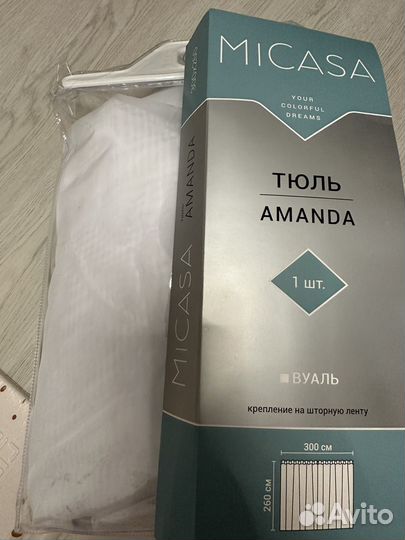 MICASA
YOUR
COLORFUL
DREAMS
ТЮЛЬ
AMANDA
1 шт.
ВУАЛЬ
крепление на шторную ленту
300 см
260 см
MICASA
AMANDA
Avito